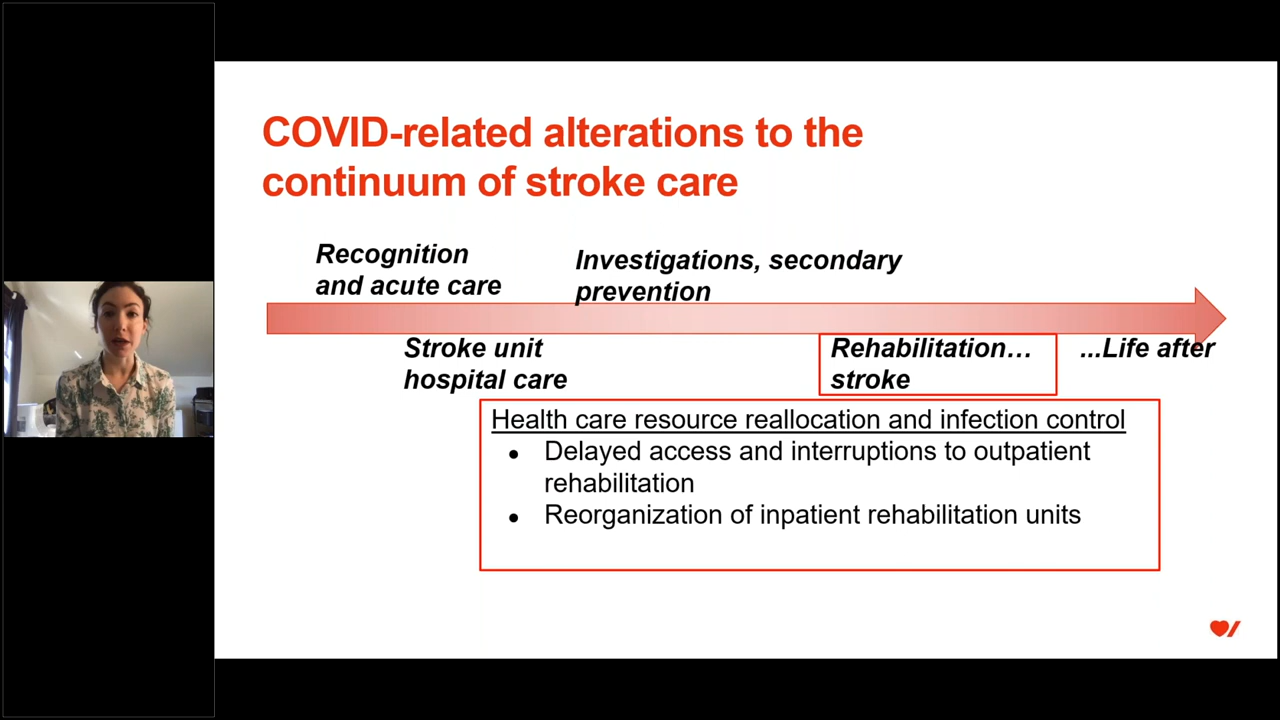 COVID-related alterations to the
continuum of stroke care
Recognition
and acute care
Investigations, secondary
prevention
Stroke unit
hospital care
Rehabilitation…
stroke
...Life after
Health care resource reallocation and infection control
● Delayed access and interruptions to outpatient
rehabilitation
● Reorganization of inpatient rehabilitation units